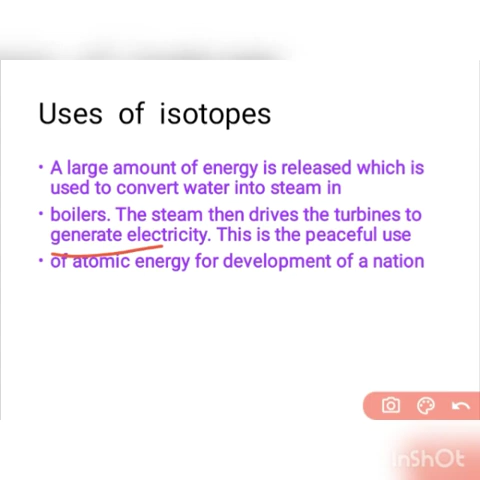 Uses of isotopes
• A large amount of energy is released which is
used to convert water into steam in
• boilers. The steam then drives the turbines to
generate electricity. This is the peaceful use
• of atomic energy for development of a nation
InShOt